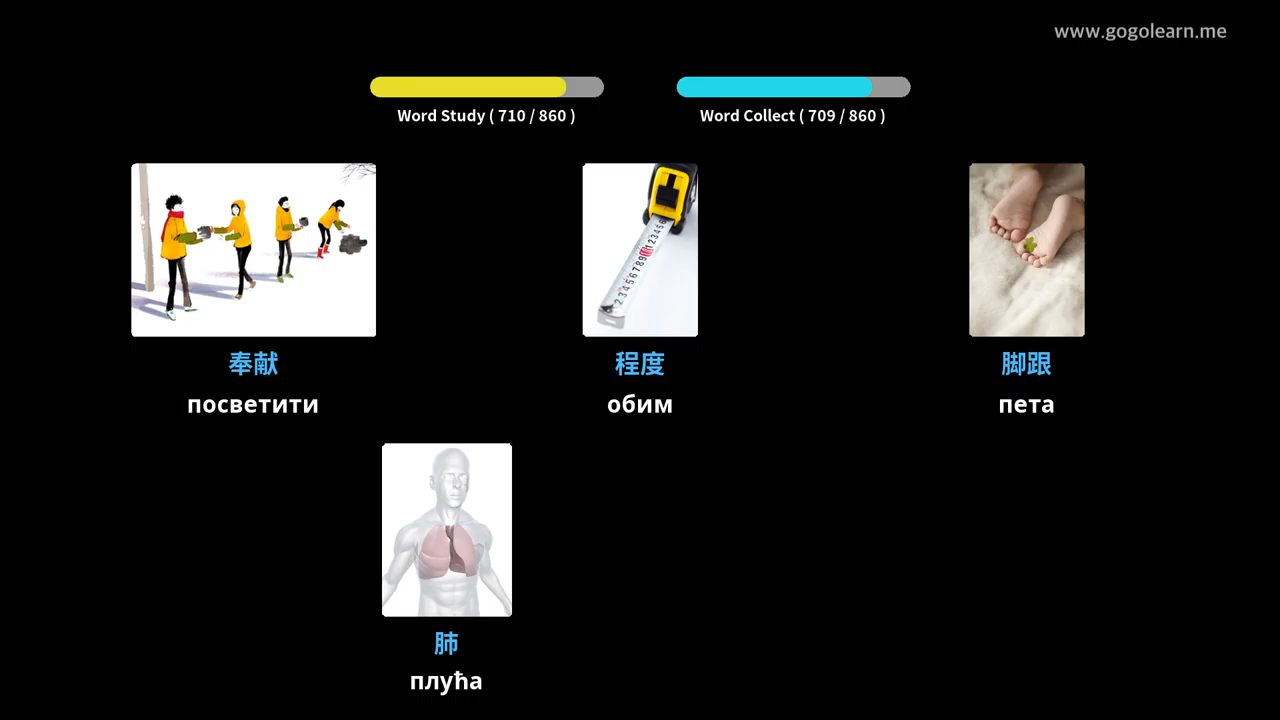 www.gogolearn.me
Word Study ( 710 / 860 )
Word Collect ( 709 / 860 )
奉献
посветити
程度
обим
脚跟
пета
肺
плућа